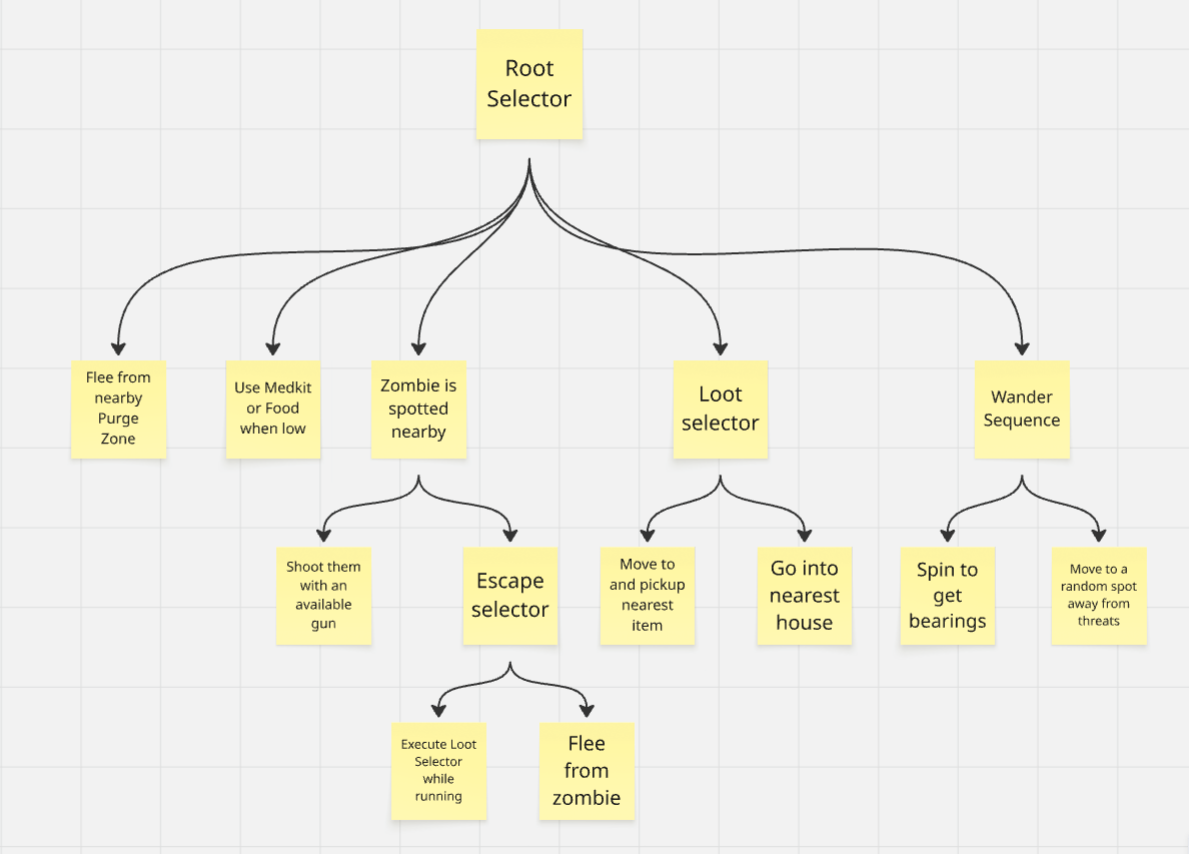 Root
Selector
Flee from
nearby
Purge
Zone
Use Medkit
or Food
when low
Zombie is
spotted
nearby
Loot
selector
Wander
Sequence
Shoot them
with an
available
gun
Escape
selector
Move to
and pickup
nearest
item
Go into
nearest
house
Spin to
get
bearings
Move to a
random spot
away from
threats
Execute Loot
Selector
while
running
Flee
from
zombie